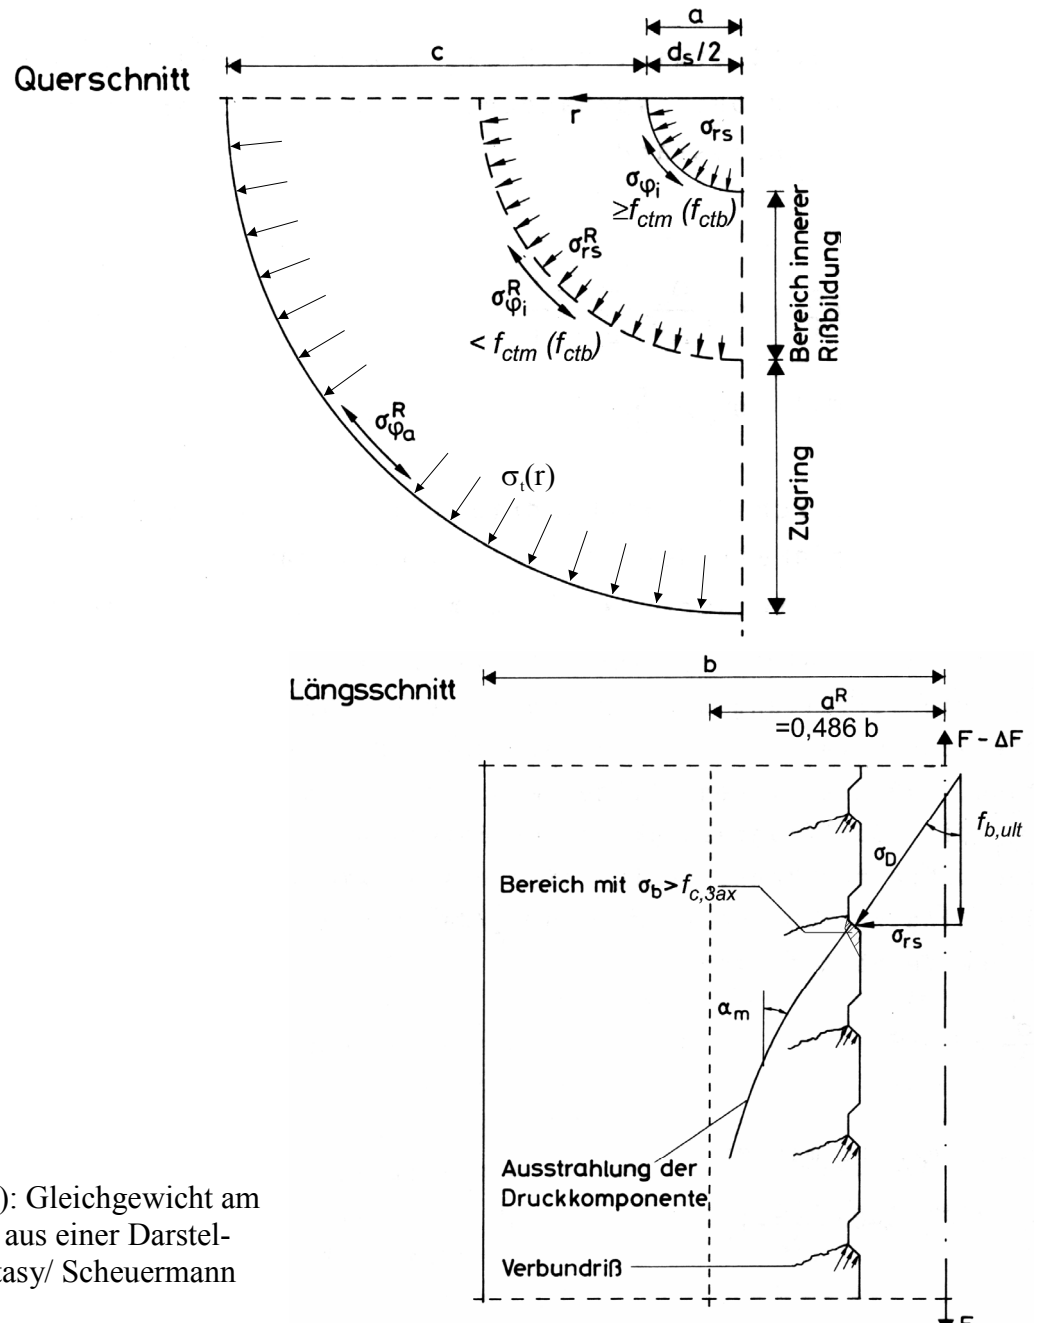 a
c
dₛ/2
Querschnitt
r
σrs
σφi
≥fctm (fctb)
σᴿrs
σᴿφi
< fctm (fctb)
Bereich innerer
Rißbildung
σᴿφa
σt(r)
Zugring
b
Längsschnitt
aᴿ
=0,486 b
F - ΔF
fb,ult
σD
Bereich mit σb>fc,3ax
σrs
αm
Ausstrahlung der
Druckkomponente
): Gleichgewicht am
aus einer Darstel-
tasy/ Scheuermann
Verbundriß
F